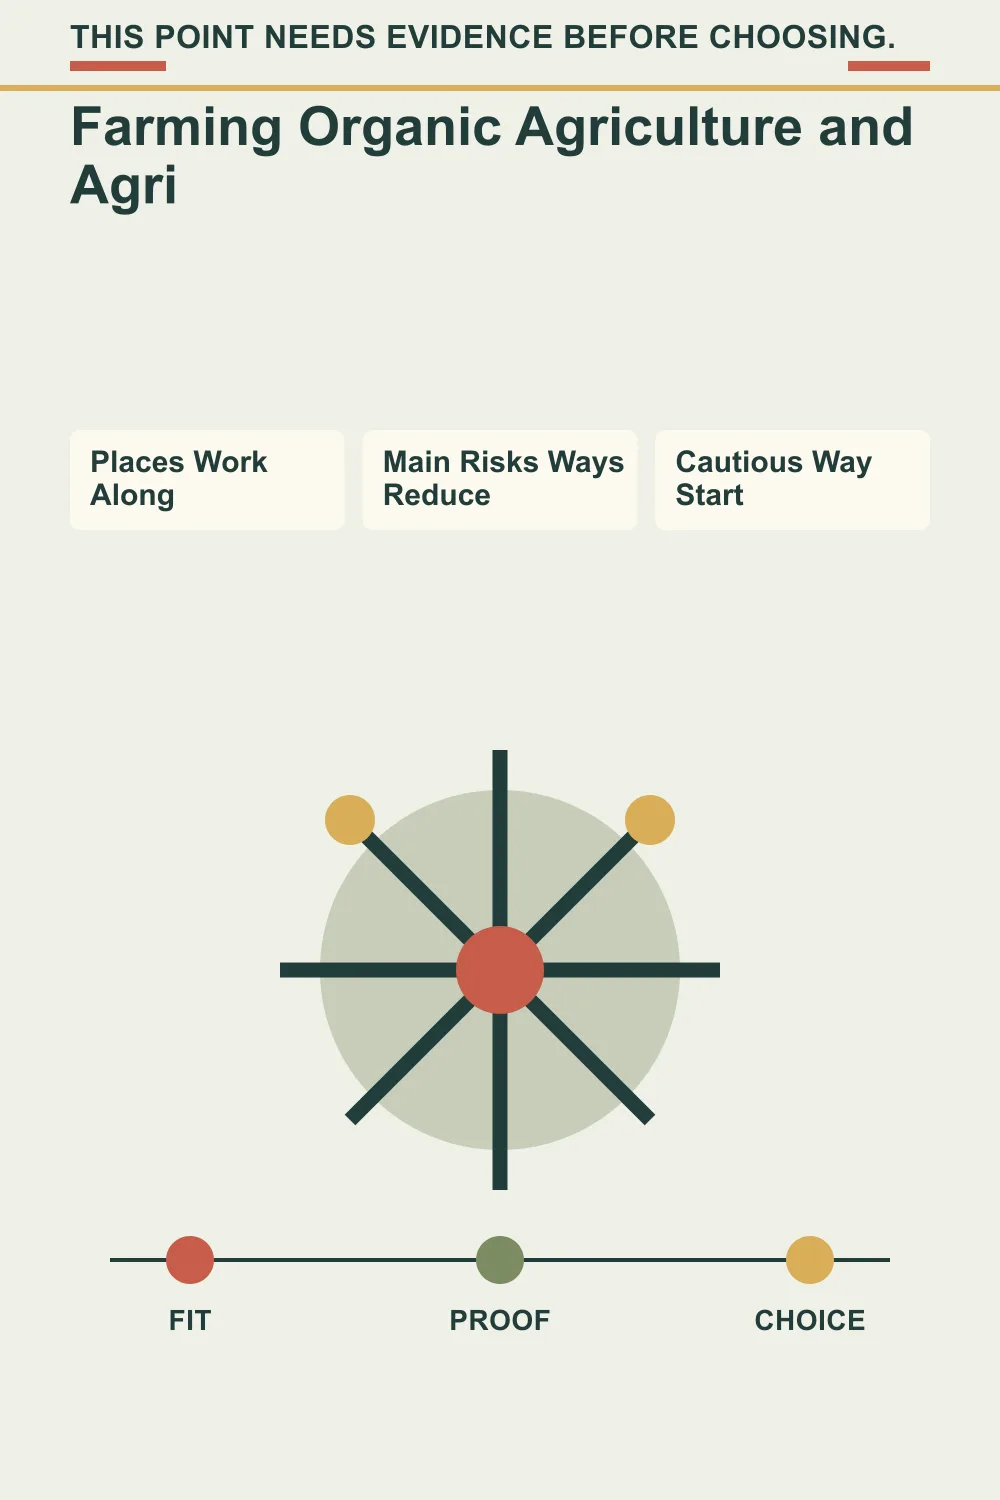 THIS POINT NEEDS EVIDENCE BEFORE CHOOSING.
Farming Organic Agriculture and
Agri
Places Work
Along
Main Risks Ways
Reduce
Cautious Way
Start
FIT
PROOF
CHOICE